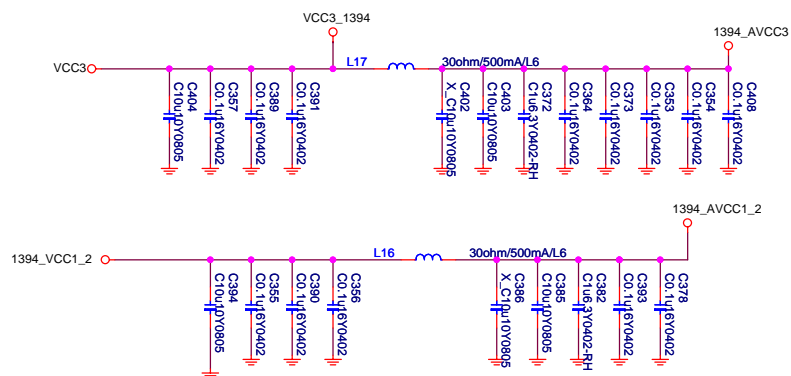 VCC3_1394
1394_AVCC3
VCC3
L17
30ohm/500mA/L6
C404
C10u10Y0805
C357
C0.1u16Y0402
C389
C0.1u16Y0402
C391
C0.1u16Y0402
C402
X_C10u10Y0805
C403
C10u10Y0805
C372
C1u6.3Y0402-RH
C364
C0.1u16Y0402
C373
C0.1u16Y0402
C353
C0.1u16Y0402
C354
C0.1u16Y0402
C408
C0.1u16Y0402
1394_AVCC1_2
1394_VCC1_2
L16
30ohm/500mA/L6
C394
C10u10Y0805
C355
C0.1u16Y0402
C390
C0.1u16Y0402
C356
C0.1u16Y0402
C386
X_C10u10Y0805
C385
C10u10Y0805
C382
C1u6.3Y0402-RH
C393
C0.1u16Y0402
C378
C0.1u16Y0402